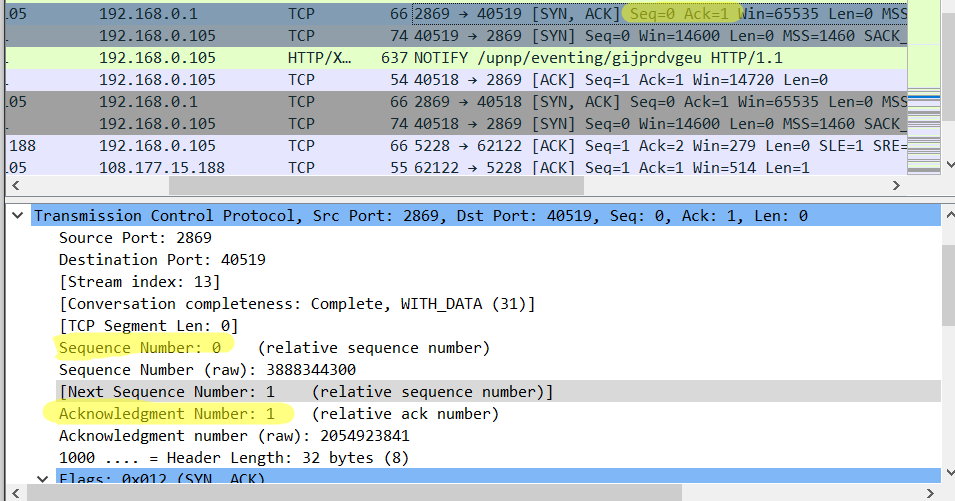 105 192.168.0.1 TCP 66 2869 → 40519 [SYN, ACK] Seq=0 Ack=1 Win=65535 Len=0 MSS
192.168.0.105 TCP 74 40519 → 2869 [SYN] Seq=0 Win=14600 Len=0 MSS=1460 SACK_
192.168.0.105 HTTP/X… 637 NOTIFY /upnp/eventing/gijprdvgeu HTTP/1.1
192.168.0.105 TCP 54 40518 → 2869 [ACK] Seq=1 Ack=1 Win=14720 Len=0
105 192.168.0.1 TCP 66 2869 → 40518 [SYN, ACK] Seq=0 Ack=1 Win=65535 Len=0 MSS
192.168.0.105 TCP 74 40518 → 2869 [SYN] Seq=0 Win=14600 Len=0 MSS=1460 SACK_
188 192.168.0.105 TCP 66 5228 → 62122 [ACK] Seq=1 Ack=2 Win=279 Len=0 SLE=1 SRE=
105 108.177.15.188 TCP 55 62122 → 5228 [ACK] Seq=1 Ack=1 Win=514 Len=1
Transmission Control Protocol, Src Port: 2869, Dst Port: 40519, Seq: 0, Ack: 1, Len: 0
Source Port: 2869
Destination Port: 40519
[Stream index: 13]
[Conversation completeness: Complete, WITH_DATA (31)]
[TCP Segment Len: 0]
Sequence Number: 0 (relative sequence number)
Sequence Number (raw): 3888344300
[Next Sequence Number: 1 (relative sequence number)]
Acknowledgment Number: 1 (relative ack number)
Acknowledgment number (raw): 2054923841
1000 .... = Header Length: 32 bytes (8)
Flags: 0x012 (SYN, ACK)